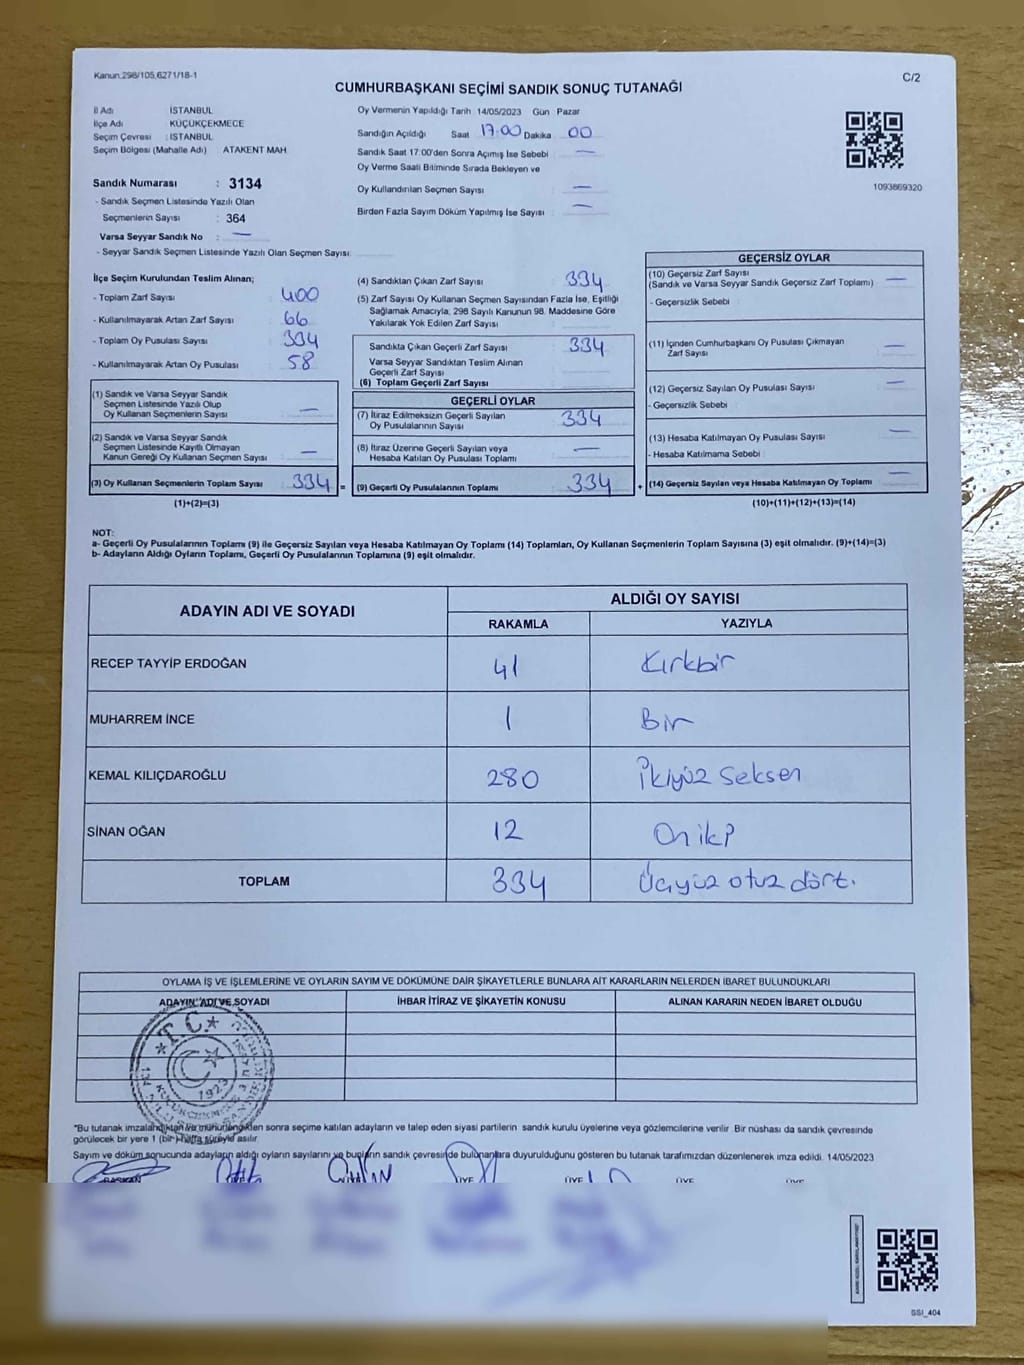 Kanun.298/105,6271/18-1
C/2
CUMHURBAŞKANI SEÇİMİ SANDIK SONUÇ TUTANAĞI
İl Adı İSTANBUL
İlçe Adı KÜÇÜKÇEKMECE
Seçim Çevresi : İSTANBUL
Seçim Bölgesi (Mahalle Adı) ATAKENT MAH.
Sandık Numarası : 3134
- Sandık Seçmen Listesinde Yazılı Olan
Seçmenlerin Sayısı : 364
Varsa Seyyar Sandık No : —
- Seyyar Sandık Seçmen Listesinde Yazılı Olan Seçmen Sayısı
Oy Vermenin Yapıldığı Tarih 14/05/2023 Gün Pazar
Sandığın Açıldığı Saat 17:00 Dakika 00
Sandık Saat 17:00'den Sonra Açımış İse Sebebi —
Oy Verme Saati Bitiminde Sırada Bekleyen ve
Oy Kullandırılan Seçmen Sayısı —
Birden Fazla Sayım Döküm Yapılmış İse Sayısı —
1093869320
İlçe Seçim Kurulundan Teslim Alınan;
- Toplam Zarf Sayısı 400
- Kullanılmayarak Artan Zarf Sayısı 66
- Toplam Oy Pusulası Sayısı 334
- Kullanılmayarak Artan Oy Pusulası 58
(1) Sandık ve Varsa Seyyar Sandık
Seçmen Listesinde Yazılı Olup
Oy Kullanan Seçmenlerin Sayısı —
(2) Sandık ve Varsa Seyyar Sandık
Seçmen Listesinde Kayıtlı Olmayan
Kanun Gereği Oy Kullanan Seçmen Sayısı —
(3) Oy Kullanan Seçmenlerin Toplam Sayısı 334 =
(1)+(2)=(3)
(4) Sandıktan Çıkan Zarf Sayısı 334
(5) Zarf Sayısı Oy Kullanan Seçmen Sayısından Fazla İse, Eşitliği
Sağlamak Amacıyla, 298 Sayılı Kanunun 98. Maddesine Göre
Yakılarak Yok Edilen Zarf Sayısı
Sandıkta Çıkan Geçerli Zarf Sayısı 334
Varsa Seyyar Sandıktan Teslim Alınan
Geçerli Zarf Sayısı
(6) Toplam Geçerli Zarf Sayısı
GEÇERLİ OYLAR
(7) İtiraz Edilmeksizin Geçerli Sayılan
Oy Pusulalarının Sayısı 334
(8) İtiraz Üzerine Geçerli Sayılan veya
Hesaba Katılan Oy Pusulası Toplamı —
(9) Geçerli Oy Pusulalarının Toplamı 334 +
GEÇERSİZ OYLAR
(10) Geçersiz Zarf Sayısı
(Sandık ve Varsa Seyyar Sandık Geçersiz Zarf Toplamı) —
- Geçersizlik Sebebi :
(11) İçinden Cumhurbaşkanı Oy Pusulası Çıkmayan
Zarf Sayısı —
(12) Geçersiz Sayılan Oy Pusulası Sayısı —
- Geçersizlik Sebebi :
(13) Hesaba Katılmayan Oy Pusulası Sayısı —
- Hesaba Katılmama Sebebi :
(14) Geçersiz Sayılan veya Hesaba Katılmayan Oy Toplamı —
(10)+(11)+(12)+(13)=(14)
NOT:
a- Geçerli Oy Pusulalarının Toplamı (9) ile Geçersiz Sayılan veya Hesaba Katılmayan Oy Toplamı (14) Toplamları, Oy Kullanan Seçmenlerin Toplam Sayısına (3) eşit olmalıdır. (9)+(14)=(3)
b- Adayların Aldığı Oyların Toplamı, Geçerli Oy Pusulalarının Toplamına (9) eşit olmalıdır.
ADAYIN ADI VE SOYADI ALDIĞI OY SAYISI
RAKAMLA YAZIYLA
RECEP TAYYİP ERDOĞAN 41 Kırkbir
MUHARREM İNCE 1 Bir
KEMAL KILIÇDAROĞLU 280 İkiyüz Seksen
SİNAN OĞAN 12 Oniki
TOPLAM 334 Üçyüz otuz dört.
OYLAMA İŞ VE İŞLEMLERİNE VE OYLARIN SAYIM VE DÖKÜMÜNE DAİR ŞİKAYETLERLE BUNLARA AİT KARARLARIN NELERDEN İBARET BULUNDUKLARI
ADAYIN ADI VE SOYADI İHBAR İTİRAZ VE ŞİKAYETİN KONUSU ALINAN KARARIN NEDEN İBARET OLDUĞU
T.C.
1923
*Bu tutanak imzalandıktan ve mühürlendikten sonra seçime katılan adayların ve talep eden siyasi partilerin sandık kurulu üyelerine veya gözlemcilerine verilir. Bir nüshası da sandık çevresinde
görülecek bir yere 1 (bir) hafta süreyle asılır.
Sayım ve döküm sonucunda adayların aldığı oyların sayılarını ve bunların sandık çevresinde bulunanlara duyurulduğunu gösteren bu tutanak tarafımızdan düzenlenerek imza edildi. 14/05/2023
BAŞKAN ÜYE ÜYE ÜYE ÜYE
SSI_404